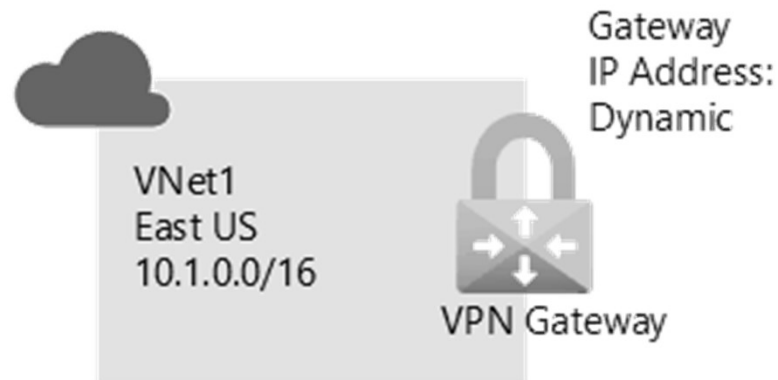 Gateway
IP Address:
Dynamic
VNet1
East US
10.1.0.0/16
VPN Gateway